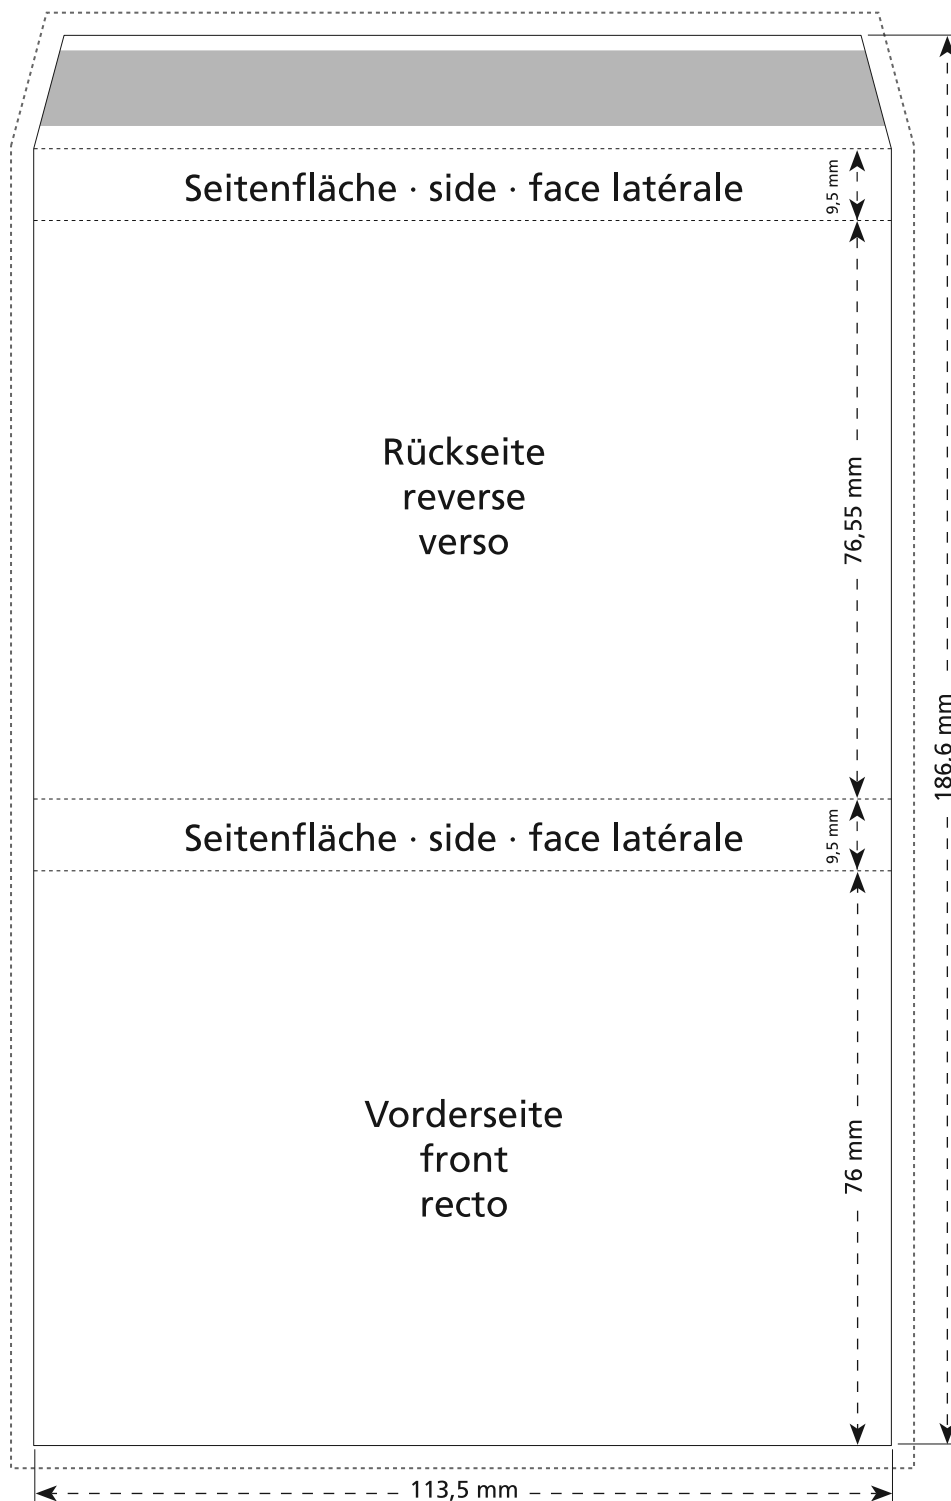 Seitenfläche · side · face latérale
9,5 mm
Rückseite
reverse
verso
76,55 mm
186,6 mm
Seitenfläche · side · face latérale
9,5 mm
Vorderseite
front
recto
76 mm
113,5 mm